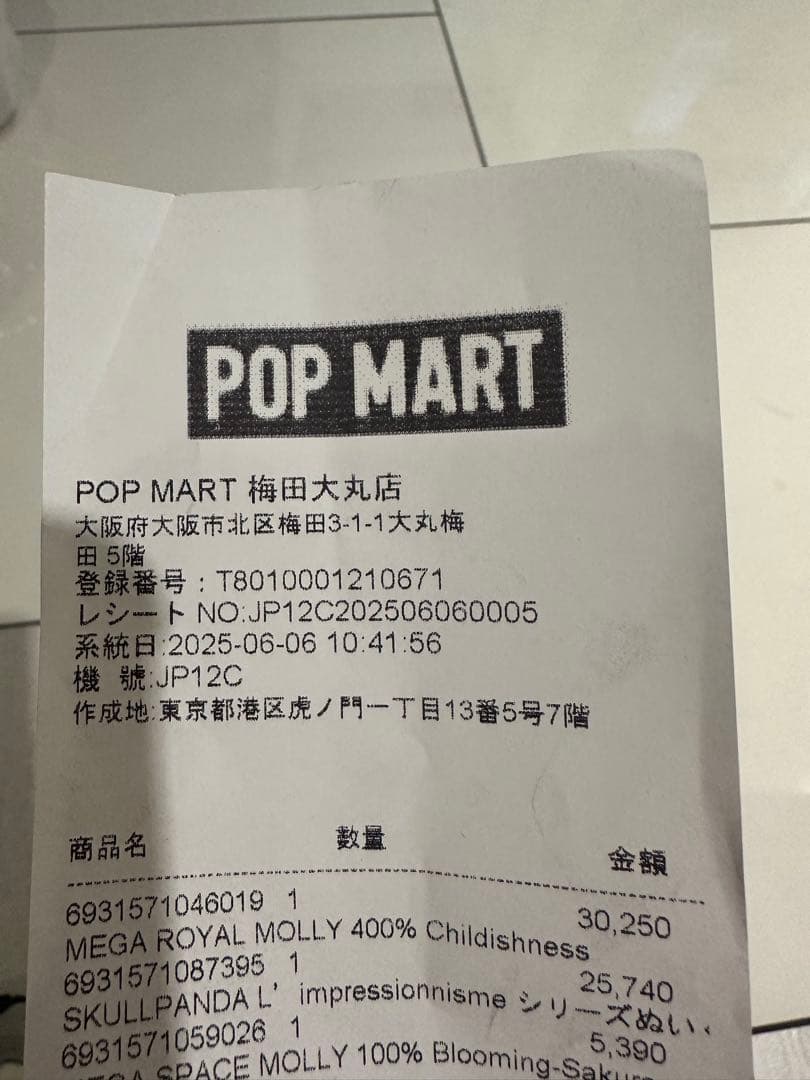 POP MART
POP MART 梅田大丸店
大阪府大阪市北区梅田3-1-1大丸梅
田 5階
登録番号：T8010001210671
レシート NO:JP12C202506060005
系統日:2025-06-06 10:41:56
機 號:JP12C
作成地:東京都港区虎ノ門一丁目13番5号7階
商品名 数量 金額
6931571046019 1 30,250
MEGA ROYAL MOLLY 400% Childishness
6931571087395 1 25,740
SKULLPANDA L' impressionnisme シリーズぬい、
6931571059026 1 5,390
MEGA SPACE MOLLY 100% Blooming-Sakura